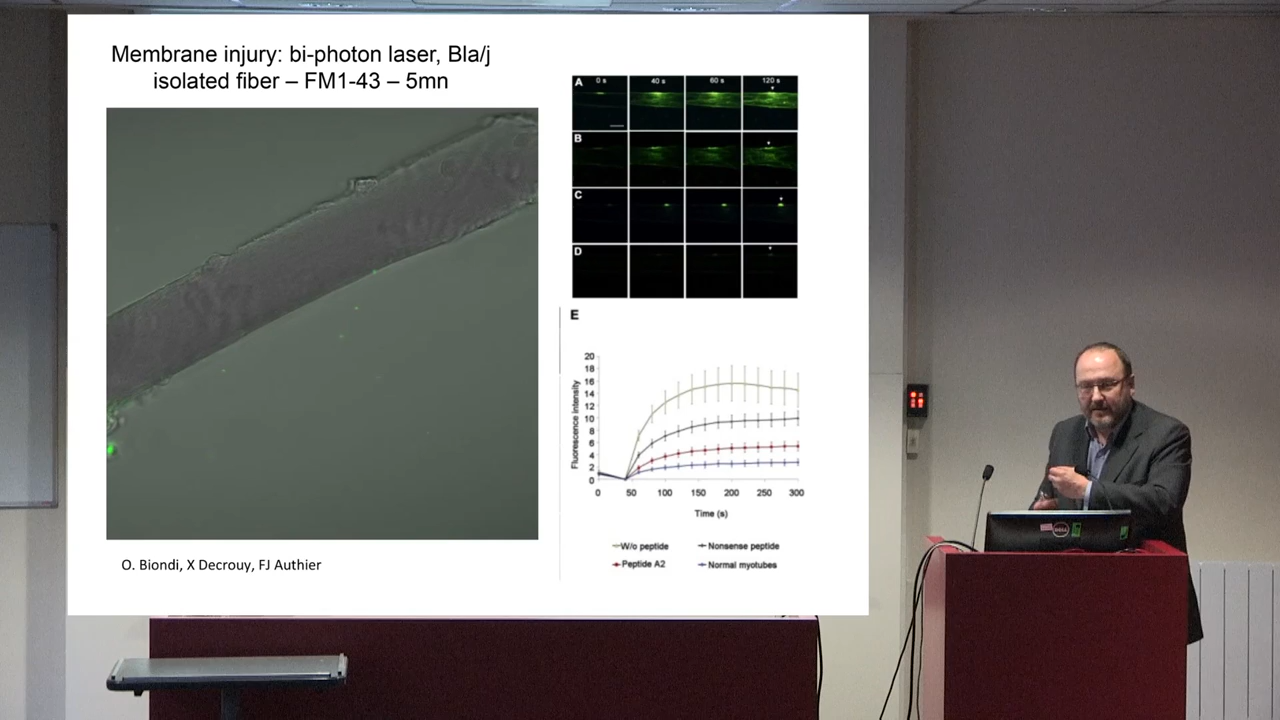 Membrane injury: bi-photon laser, Bla/j
isolated fiber – FM1-43 – 5mn
A 0 s 40 s 60 s 120 s
B
C
D
E
20
18
16
14
12
10
8
6
4
2
0
Fluorescence intensity
0 50 100 150 200 250 300
Time (s)
W/o peptide Nonsense peptide
Peptide A2 Normal myotubes
O. Biondi, X Decrouy, FJ Authier
DELL